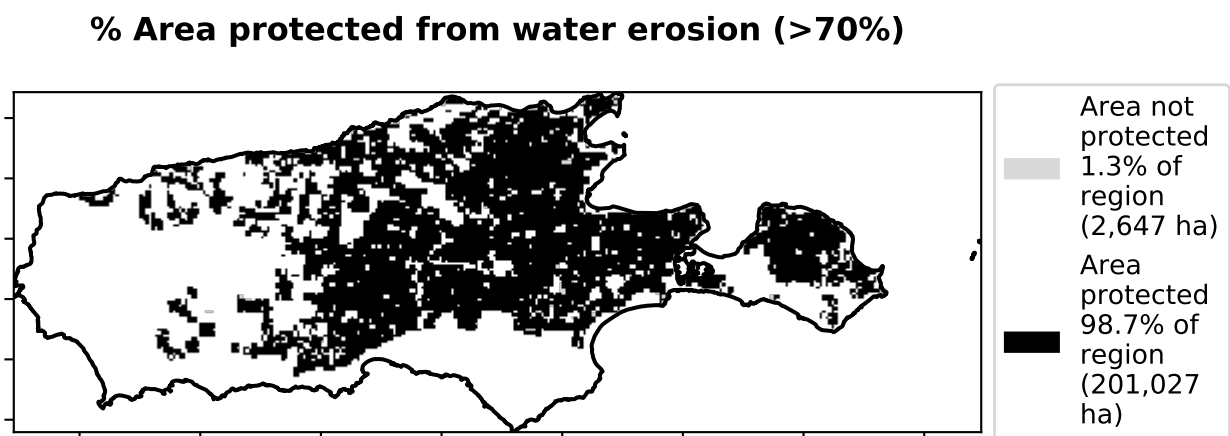 % Area protected from water erosion (>70%)
Area not
protected
1.3% of
region
(2,647 ha)
Area
protected
98.7% of
region
(201,027
ha)